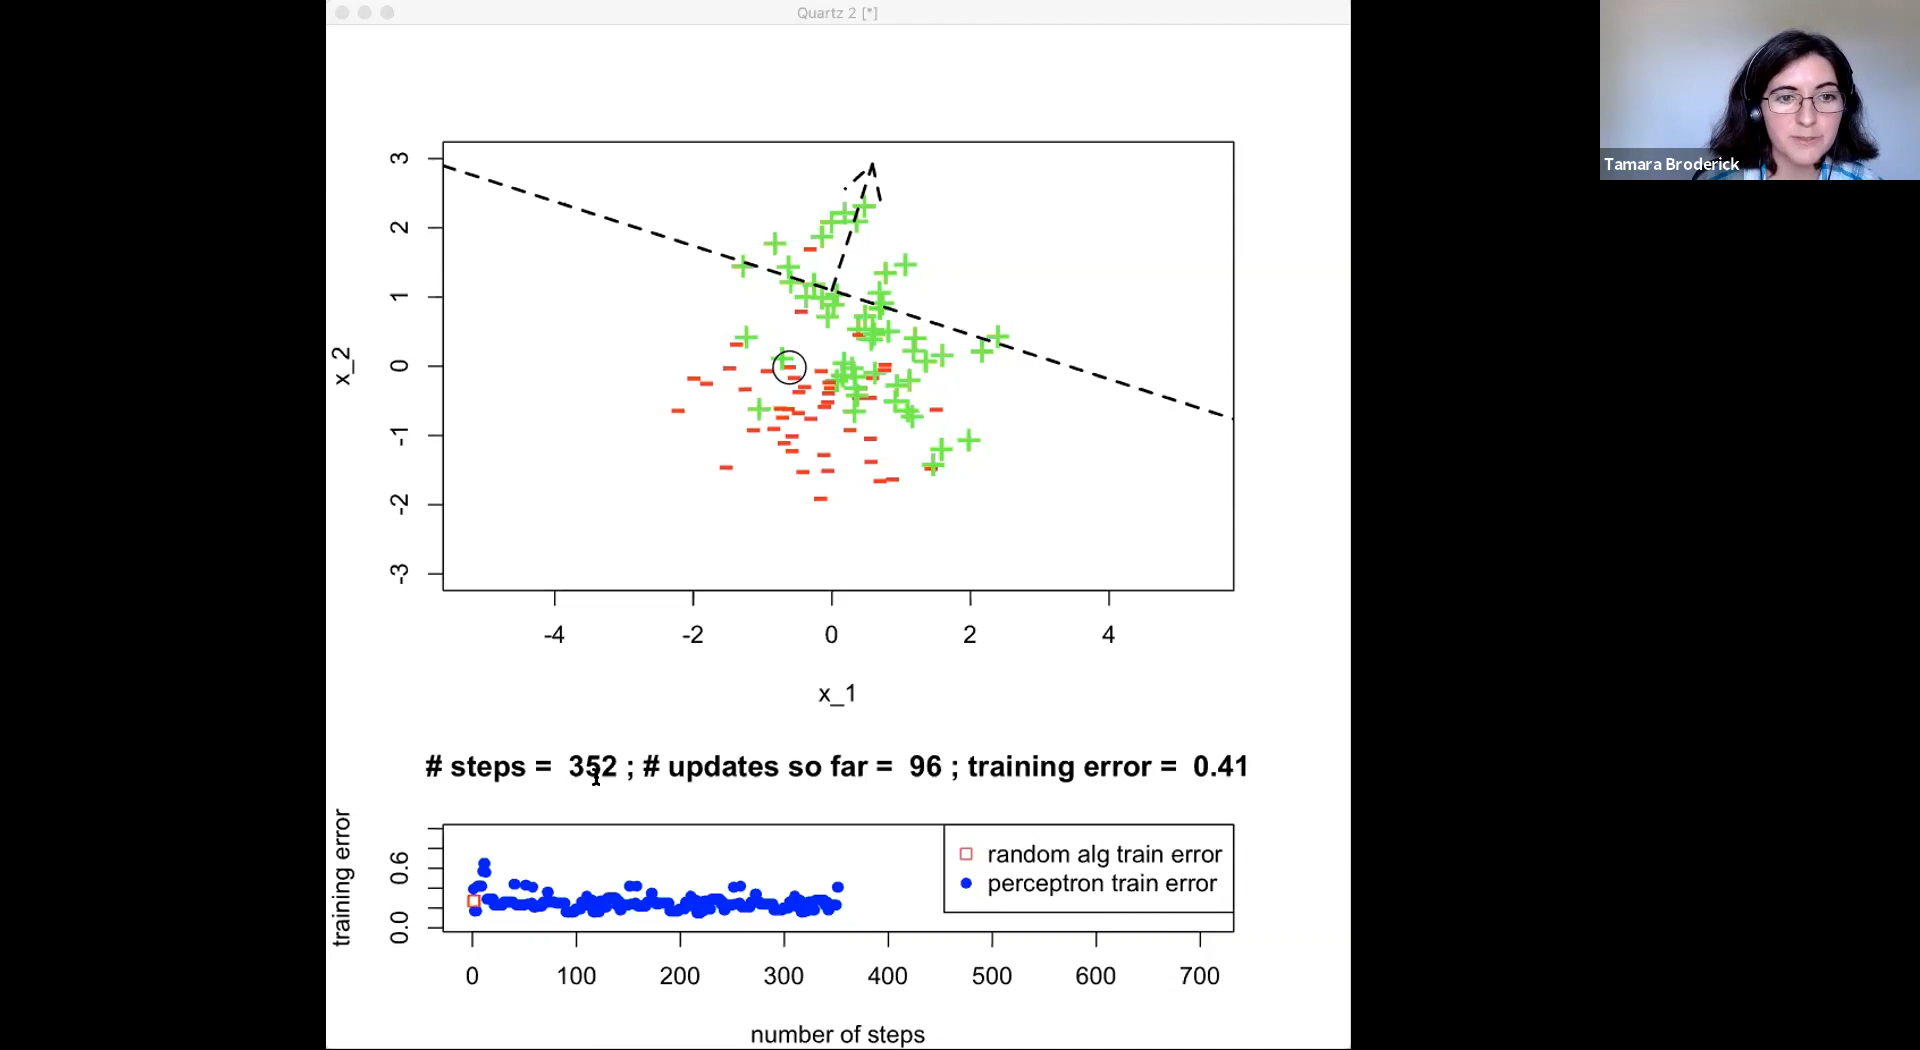 Quartz 2 [*]
Tamara Broderick
3
2
1
0
-1
-2
-3
x_2
-4 -2 0 2 4
x_1
# steps = 352 ; # updates so far = 96 ; training error = 0.41
training error
0.6
0.0
random alg train error
perceptron train error
0 100 200 300 400 500 600 700
number of steps